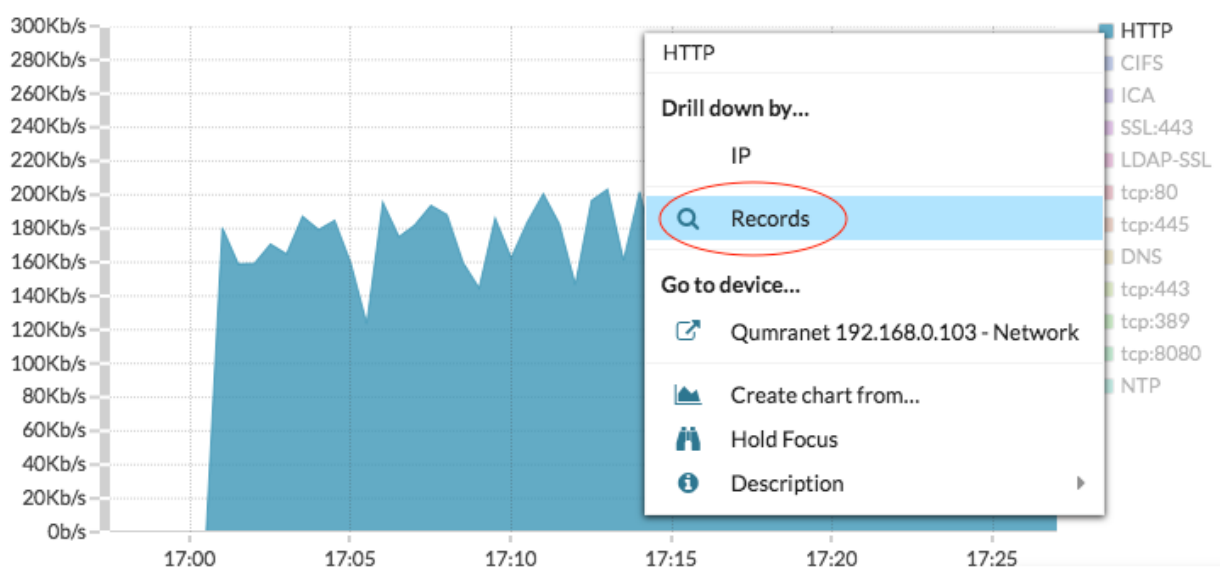 300Kb/s
280Kb/s
260Kb/s
240Kb/s
220Kb/s
200Kb/s
180Kb/s
160Kb/s
140Kb/s
120Kb/s
100Kb/s
80Kb/s
60Kb/s
40Kb/s
20Kb/s
0b/s
17:00 17:05 17:10 17:15 17:20 17:25
HTTP
Drill down by...
IP
Records
Go to device...
Qumranet 192.168.0.103 - Network
Create chart from...
Hold Focus
Description
HTTP
CIFS
ICA
SSL:443
LDAP-SSL
tcp:80
tcp:445
DNS
tcp:443
tcp:389
tcp:8080
NTP